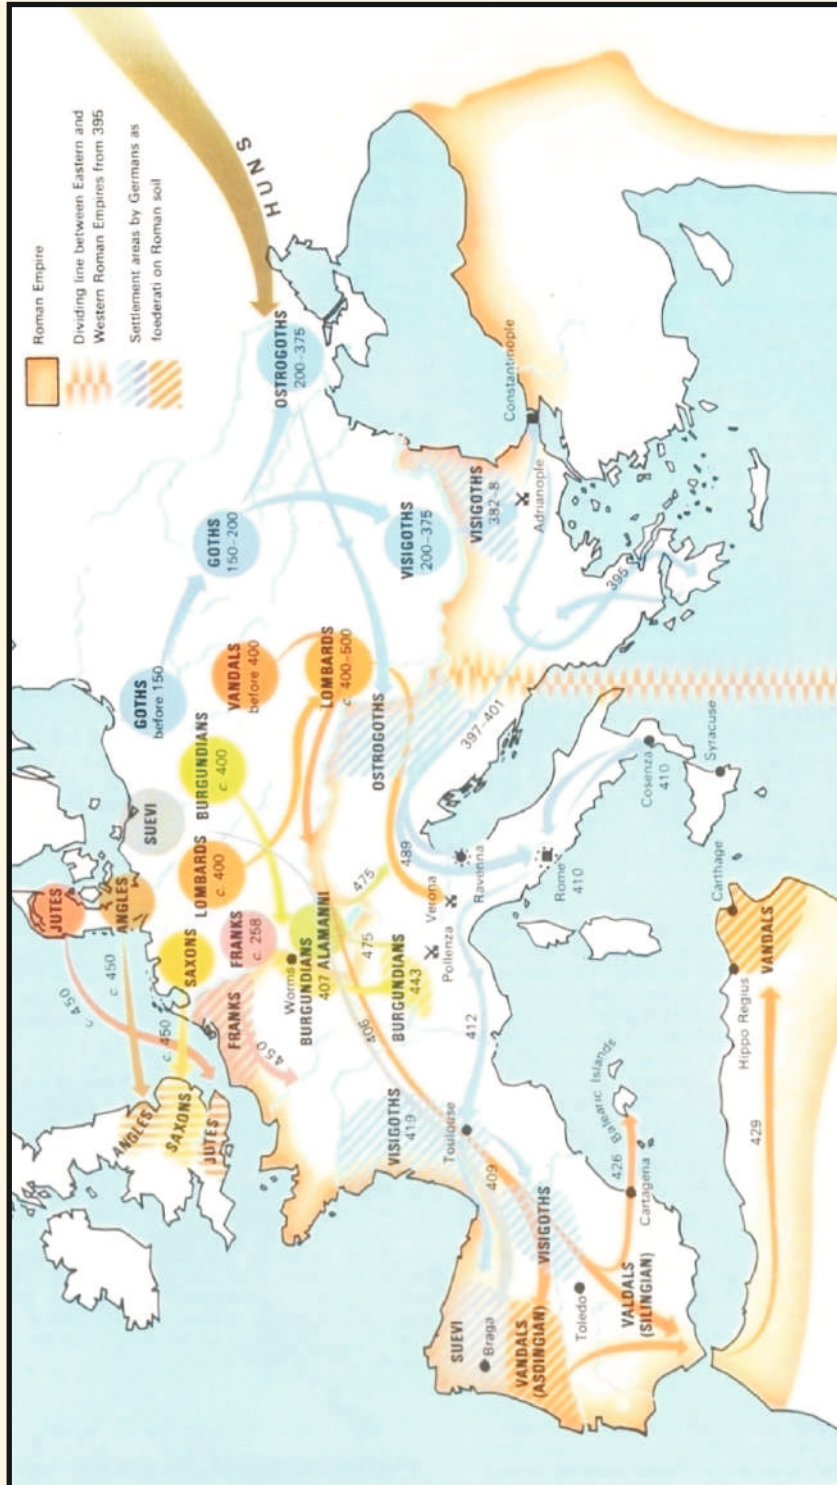 Roman Empire
Dividing line between Eastern and
Western Roman Empires from 395
Settlement areas by Germans as
foederati on Roman soil
HUNS
JUTES
ANGLES
c. 450
c. 450
c. 450
ANGLES
SAXONS
JUTES
SAXONS
SUEVI
GOTHS
before 150
GOTHS
150–200
OSTROGOTHS
200–375
VANDALS
before 400
BURGUNDIANS
c. 400
LOMBARDS
c. 400
LOMBARDS
c. 400–500
VISIGOTHS
200–375
FRANKS
c. 258
FRANKS
450
Worms
BURGUNDIANS
407
ALAMANNI
406
475
475
BURGUNDIANS
443
OSTROGOTHS
489
Verona
Pollenza
Ravenna
397–401
VISIGOTHS
382–8
Adrianople
Constantinople
395
Rome
410
Cosenza
410
Syracuse
412
VISIGOTHS
419
Toulouse
409
VISIGOTHS
SUEVI
Braga
VANDALS
(ASDINGIAN)
Toledo
VALDALS
(SILINGIAN)
426
Balearic Islands
Cartagena
429
Hippo Regius
Carthage
VANDALS